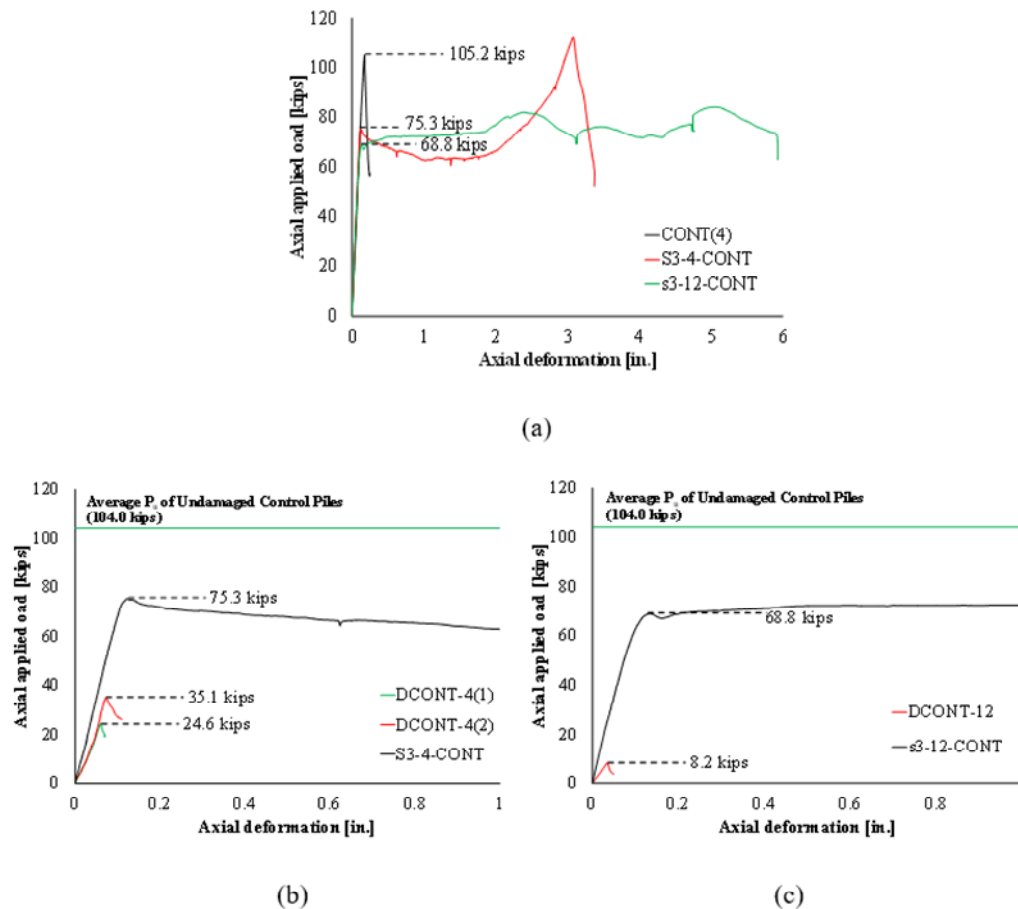 120
100
80
60
40
20
0
Axial applied oad [kips]
105.2 kips
75.3 kips
68.8 kips
CONT(4)
S3-4-CONT
s3-12-CONT
0 1 2 3 4 5 6
Axial deformation [in.]
(a)
120
100
80
60
40
20
0
Axial applied oad [kips]
Average Pu of Undamaged Control Piles
(104.0 kips)
75.3 kips
35.1 kips
24.6 kips
DCONT-4(1)
DCONT-4(2)
S3-4-CONT
0 0.2 0.4 0.6 0.8 1
Axial deformation [in.]
(b)
120
100
80
60
40
20
0
Axial applied oad [kips]
Average Pu of Undamaged Control Piles
(104.0 kips)
68.8 kips
8.2 kips
DCONT-12
s3-12-CONT
0 0.2 0.4 0.6 0.8
Axial deformation [in.]
(c)